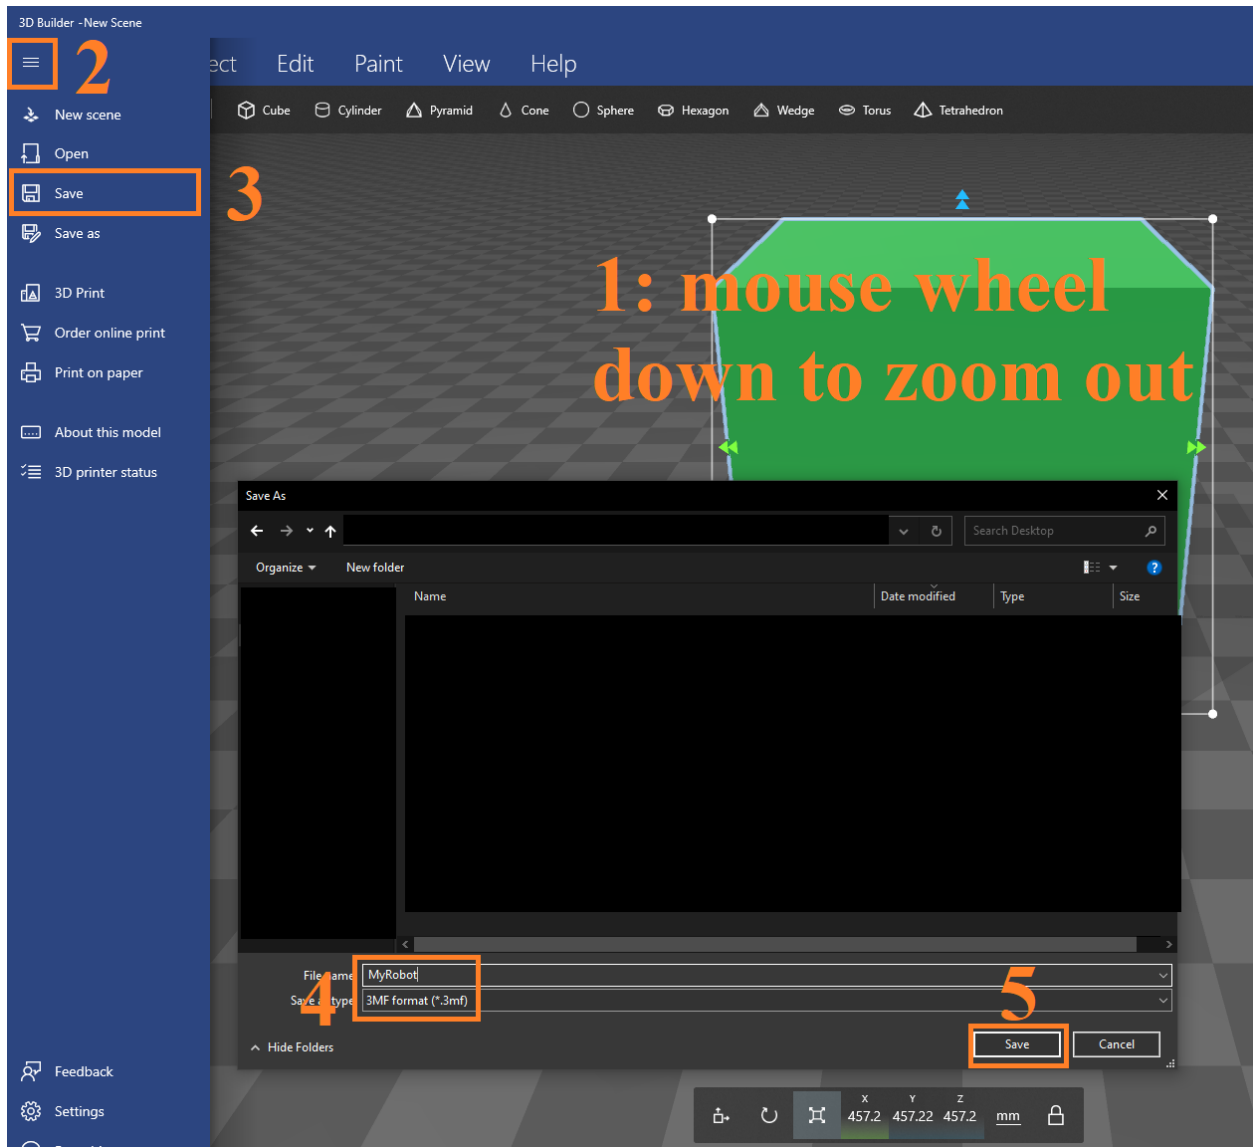 3D Builder -New Scene
2
ect Edit Paint View Help
New scene
Cube Cylinder Pyramid Cone Sphere Hexagon Wedge Torus Tetrahedron
Open
Save
3
Save as
3D Print
Order online print
Print on paper
About this model
3D printer status
1: mouse wheel
down to zoom out
Save As
Search Desktop
Organize New folder
Name Date modified Type Size
File name MyRobot
Save as type 3MF format (*.3mf)
4
5
Hide Folders
Save Cancel
Feedback
Settings
X Y Z
457.2 457.22 457.2 mm